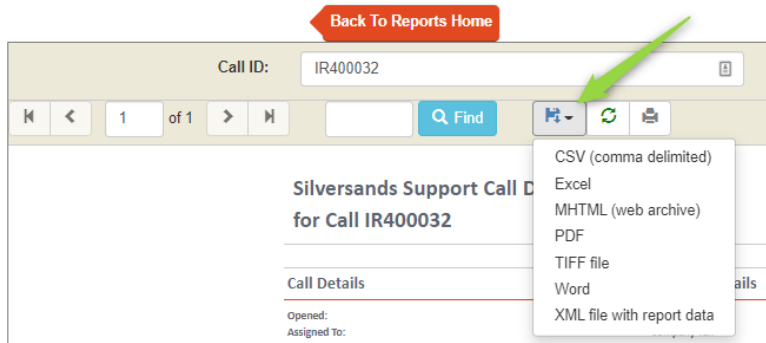 Back To Reports Home
Call ID: IR400032
1 of 1 Find
CSV (comma delimited)
Excel
MHTML (web archive)
PDF
TIFF file
Word
XML file with report data
Silversands Support Call D
for Call IR400032
Call Details
ails
Opened:
Assigned To: